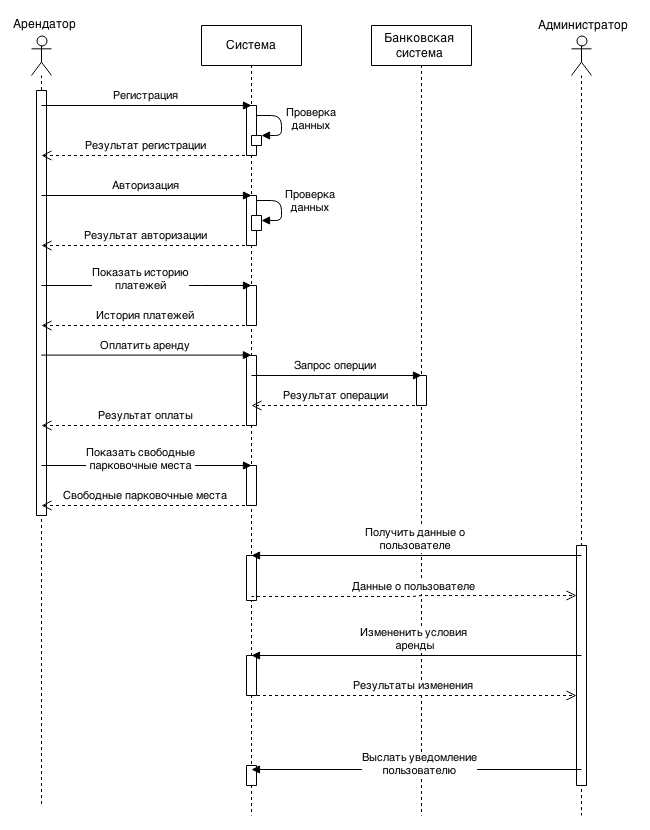 Арендатор
Система
Банковская
система
Администратор
Регистрация
Проверка
данных
Результат регистрации
Авторизация
Проверка
данных
Результат авторизации
Показать историю
платежей
История платежей
Оплатить аренду
Запрос оперции
Результат операции
Результат оплаты
Показать свободные
парковочные места
Свободные парковочные места
Получить данные о
пользователе
Данные о пользователе
Измененить условия
аренды
Результаты изменения
Выслать уведомление
пользователю